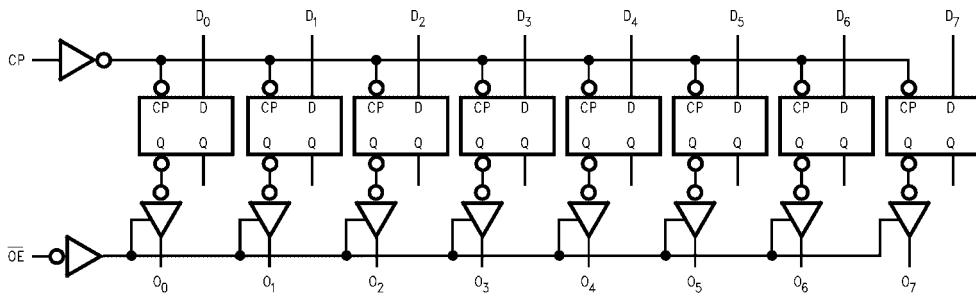 D0 D1 D2 D3 D4 D5 D6 D7
CP
CP D CP D CP D CP D CP D CP D CP D CP D
Q Q Q Q Q Q Q Q Q Q Q Q Q Q Q Q
O̅E̅
O0 O1 O2 O3 O4 O5 O6 O7